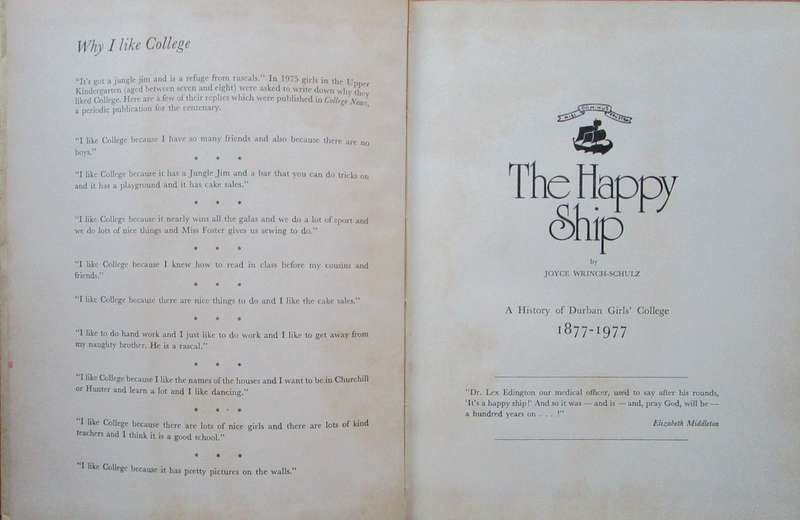 Why I like College
"It's got a jungle jim and is a refuge from rascals." In 1975 girls in the Upper
Kindergarten (aged between seven and eight) were asked to write down why they
liked College. Here are a few of their replies which were published in College News,
a periodic publication for the centenary.
"I like College because I have so many friends and also because there are no
boys."
* * *
"I like College because it has a Jungle Jim and a bar that you can do tricks on
and it has a playground and it has cake sales."
* * *
"I like College because it nearly wins all the galas and we do a lot of sport and
we do lots of nice things and Miss Foster gives us sewing to do."
* * *
"I like College because I knew how to read in class before my cousins and
friends."
* * *
"I like College because there are nice things to do and I like the cake sales."
* * *
"I like to do hand work and I just like to do work and I like to get away from
my naughty brother. He is a rascal."
* * *
"I like College because I like the names of the houses and I want to be in Churchill
or Hunter and learn a lot and I like dancing."
* * *
"I like College because there are lots of nice girls and there are lots of kind
teachers and I think it is a good school."
* * *
"I like College because it has pretty pictures on the walls."
NISI DOMINUS FRUSTRA
The Happy
Ship
by
JOYCE WRINCH-SCHULZ
A History of Durban Girls' College
1877-1977
"Dr. Lex Edington our medical officer, used to say after his rounds,
'It's a happy ship!' And so it was — and is — and, pray God, will be —
a hundred years on . . . !"
Elizabeth Middleton